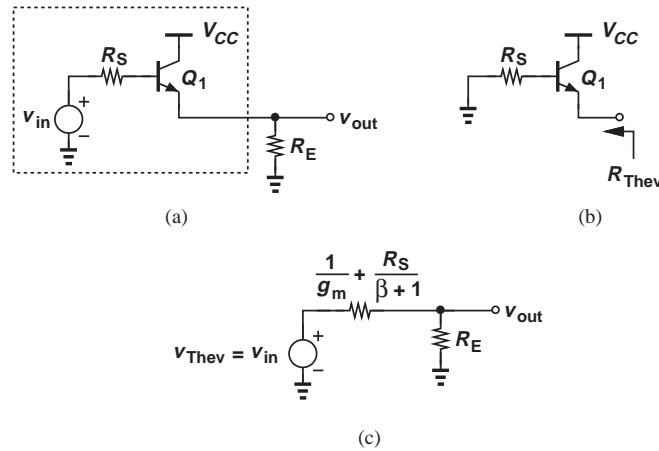 V_CC
R_S
Q_1
v_in
v_out
R_E
(a)
V_CC
R_S
Q_1
R_Thev
(b)
1/g_m + R_S/(β + 1)
v_out
R_E
v_Thev = v_in
(c)